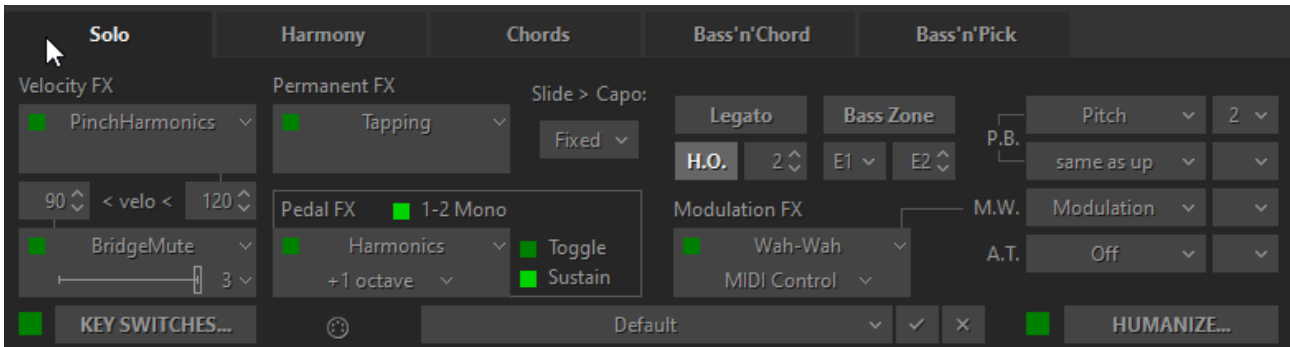 Solo Harmony Chords Bass'n'Chord Bass'n'Pick
Velocity FX Permanent FX Slide > Capo:
PinchHarmonics Tapping Fixed Legato Bass Zone P.B. Pitch 2
H.O. 2 E1 E2 same as up
90 < velo < 120 Pedal FX 1-2 Mono Modulation FX M.W. Modulation
BridgeMute Harmonics Toggle Wah-Wah A.T. Off
3 +1 octave Sustain MIDI Control
KEY SWITCHES... Default HUMANIZE...